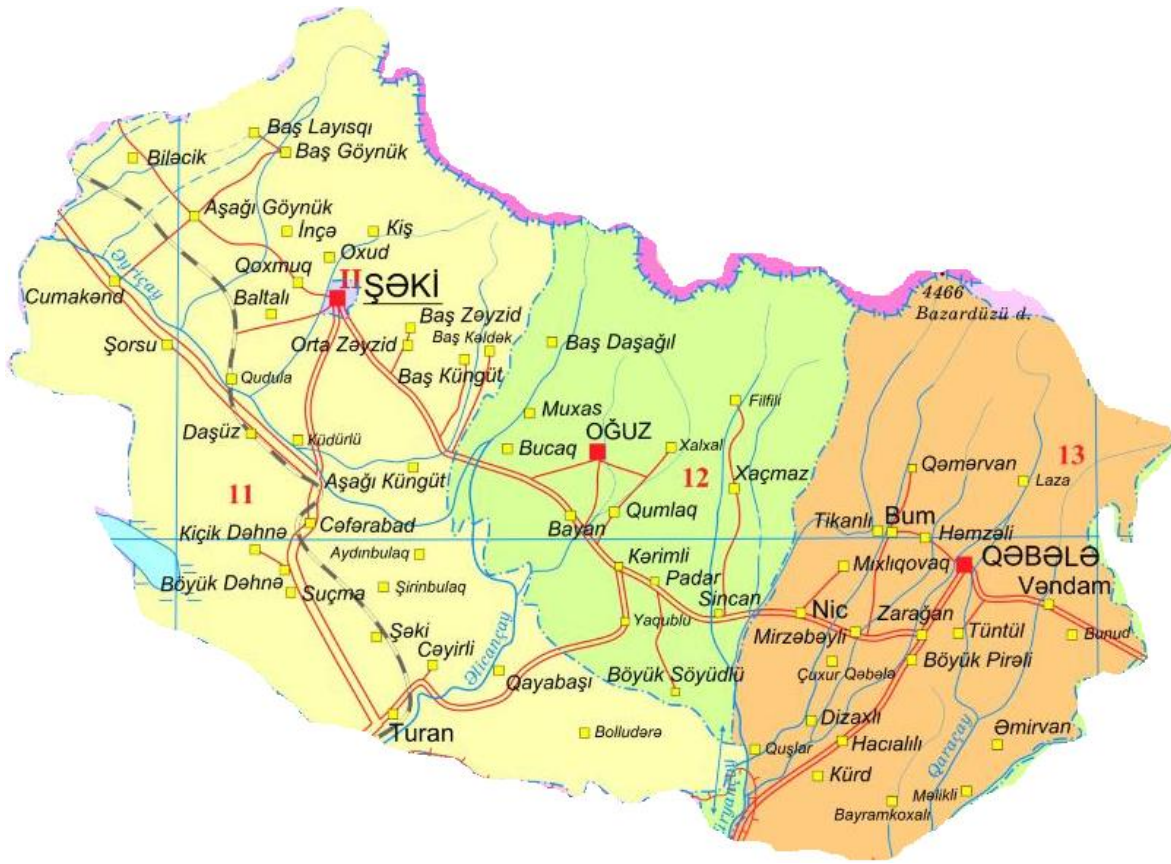 Baş Layısqı
Biləcik
Baş Göynük
Aşağı Göynük
İnçə
Kiş
Oxud
Əyriçay
Qoxmuq
II
ŞƏKİ
Cumakənd
Baltalı
4466
Bazardüzü d.
Şorsu
Orta Zəyzid
Baş Zəyzid
Baş Kəldək
Baş Daşağıl
Qudula
Baş Küngüt
Filfili
Muxas
Daşüz
Küdürlü
Bucaq
OĞUZ
Xalxal
Aşağı Küngüt
12
Xaçmaz
Qəmərvan
13
Laza
11
Kiçik Dəhnə
Cəfərabad
Bayan
Qumlaq
Tikanlı
Bum
Həmzəli
Aydınbulaq
Kərimli
QƏBƏLƏ
Böyük Dəhnə
Suçma
Şirinbulaq
Padar
Mıxlıqovaq
Vəndam
Şəki
Yaqublu
Sincan
Nic
Zarağan
Mirzəbəyli
Tüntül
Bunud
Cəyirli
Əlicançay
Qayabaşı
Böyük Söyüdlü
Çuxur Qəbələ
Böyük Pirəli
Turan
Bolludərə
Dizaxlı
Quşlar
Hacıalılı
Qaraçay
Əmirvan
Kürd
Məlikli
Bayramkoxalı